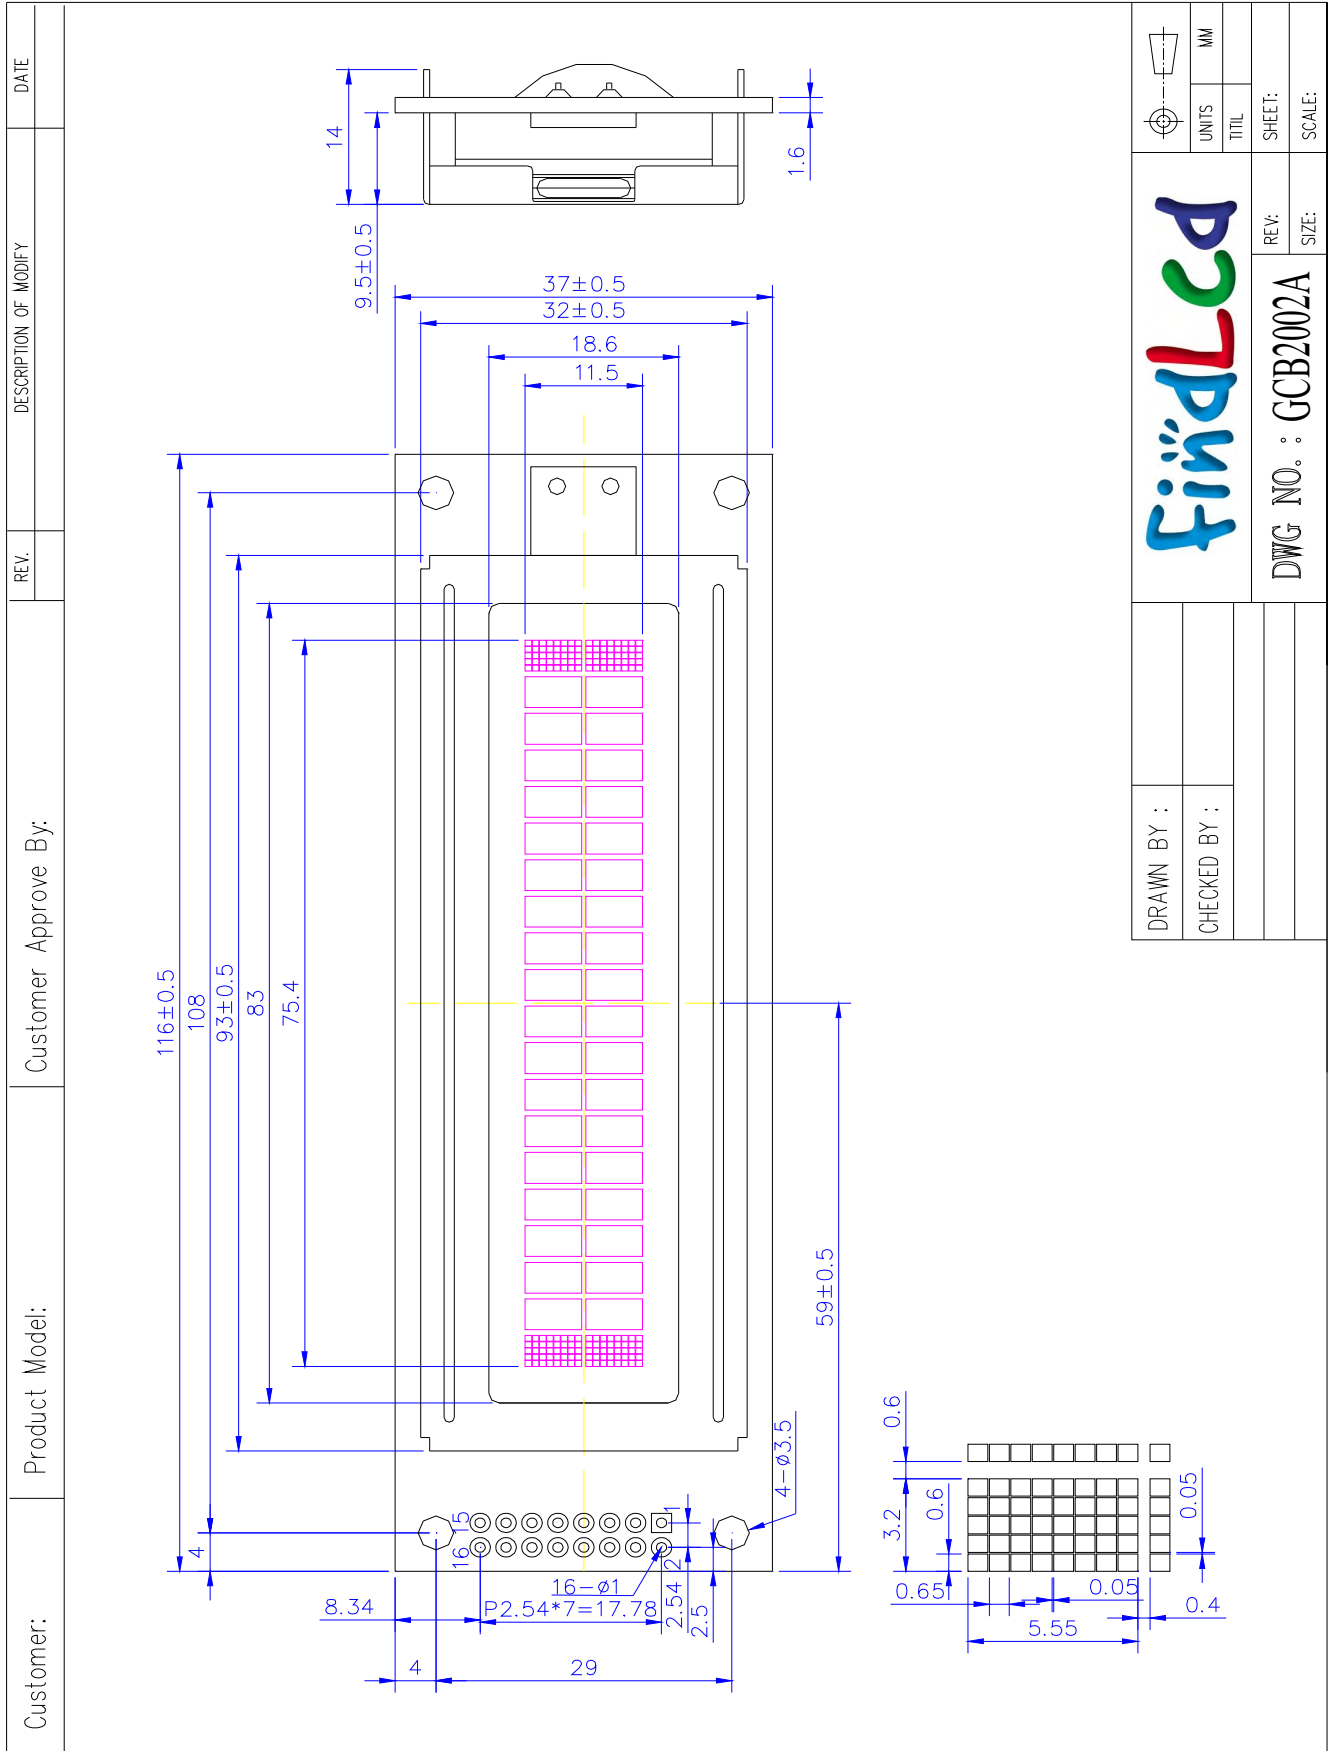 DATE
DESCRIPTION OF MODIFY
REV.
Customer Approve By:
Product Model:
Customer:
14
9.5±0.5
1.6
37±0.5
32±0.5
18.6
11.5
116±0.5
108
93±0.5
83
75.4
4
59±0.5
4-ø3.5
15
16
1
2
16-ø1
P2.54*7=17.78
2.54
2.5
8.34
4
29
0.6
3.2
0.6
0.65
0.05
0.05
0.4
5.55
MM
UNITS
TITIL
SHEET:
SCALE:
REV:
SIZE:
FindLcd
DWG NO. : GCB2002A
DRAWN BY :
CHECKED BY :